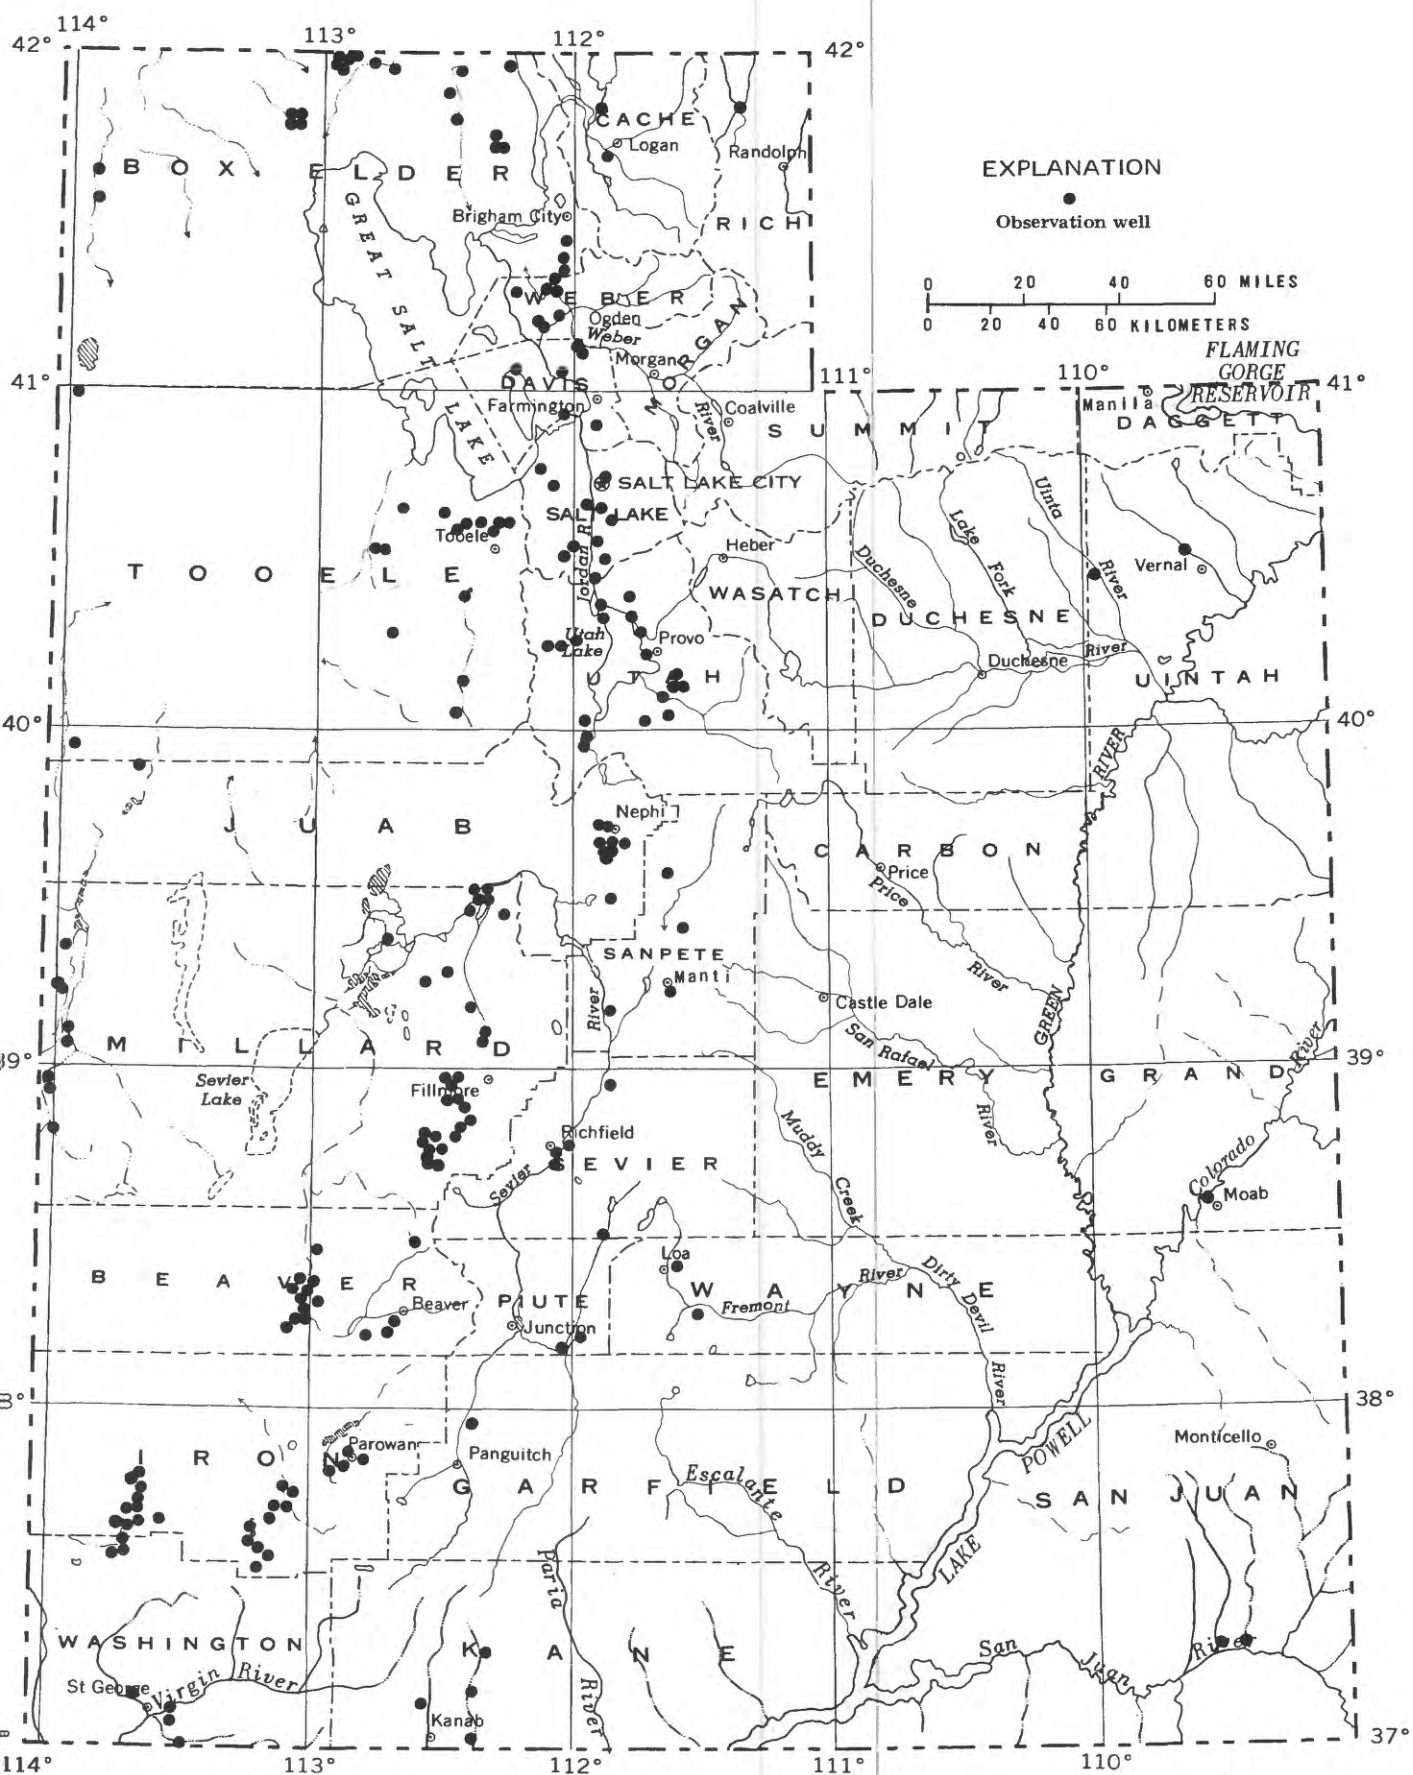 114°
113°
112°
42°
42°
CACHE
Logan
Randolph
BOX ELDER
Brigham City
RICH
EXPLANATION
Observation well
0 20 40 60 MILES
0 20 40 60 KILOMETERS
GREAT SALT LAKE
WEBER
Ogden
Weber
River
Morgan
MORGAN
FLAMING
GORGE
RESERVOIR
41°
111°
110°
41°
DAVIS
Farmington
Coalville
Manila
DAGGETT
SUMMIT
SALT LAKE CITY
SALT LAKE
Tooele
Jordan R
Heber
Uinta
River
Lake
Fork
Vernal
TOOELE
WASATCH
Duchesne
DUCHESNE
Utah
Lake
Provo
Duchesne
River
UTAH
UINTAH
40°
40°
GREEN
RIVER
Nephi
JUAB
CARBON
Price
Price
River
SANPETE
Manti
Castle Dale
River
San Rafael
River
MILLARD
39°
39°
Sevier
Lake
Fillmore
EMERY
GRAND
Colorado
River
Richfield
SEVIER
Sevier
Muddy
Creek
Moab
Loa
BEAVER
Beaver
PIUTE
Junction
WAYNE
Fremont
River
Dirty
Devil
River
38°
IRON
Parowan
Panguitch
Monticello
GARFIELD
Escalante
River
LAKE
POWELL
SAN JUAN
Paria
River
WASHINGTON
KANE
San
Juan
River
St George
Virgin
River
Kanab
37°
114°
113°
112°
111°
110°